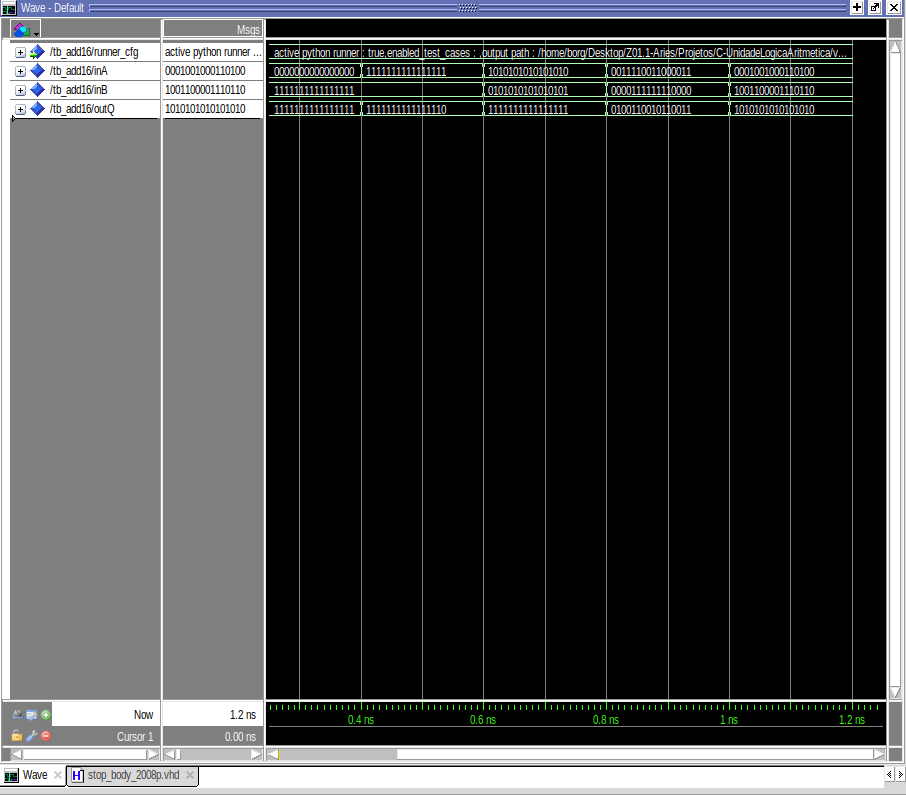 Wave - Default
Msgs
/tb_add16/runner_cfg active python runner ... active python runner : true,enabled_test_cases : ,output path : /home/borg/Desktop/Z01.1-Aries/Projetos/C-UnidadeLogicaAritmetica/v...
/tb_add16/inA 0001001000110100 0000000000000000 1111111111111111 1010101010101010 0011110011000011 0001001000110100
/tb_add16/inB 1001100001110110 1111111111111111 0101010101010101 0000111111110000 1001100001110110
/tb_add16/outQ 1010101010101010 1111111111111111 1111111111111110 1111111111111111 0100110010110011 1010101010101010
Now 1.2 ns 0.4 ns 0.6 ns 0.8 ns 1 ns 1.2 ns
Cursor 1 0.00 ns
Wave stop_body_2008p.vhd